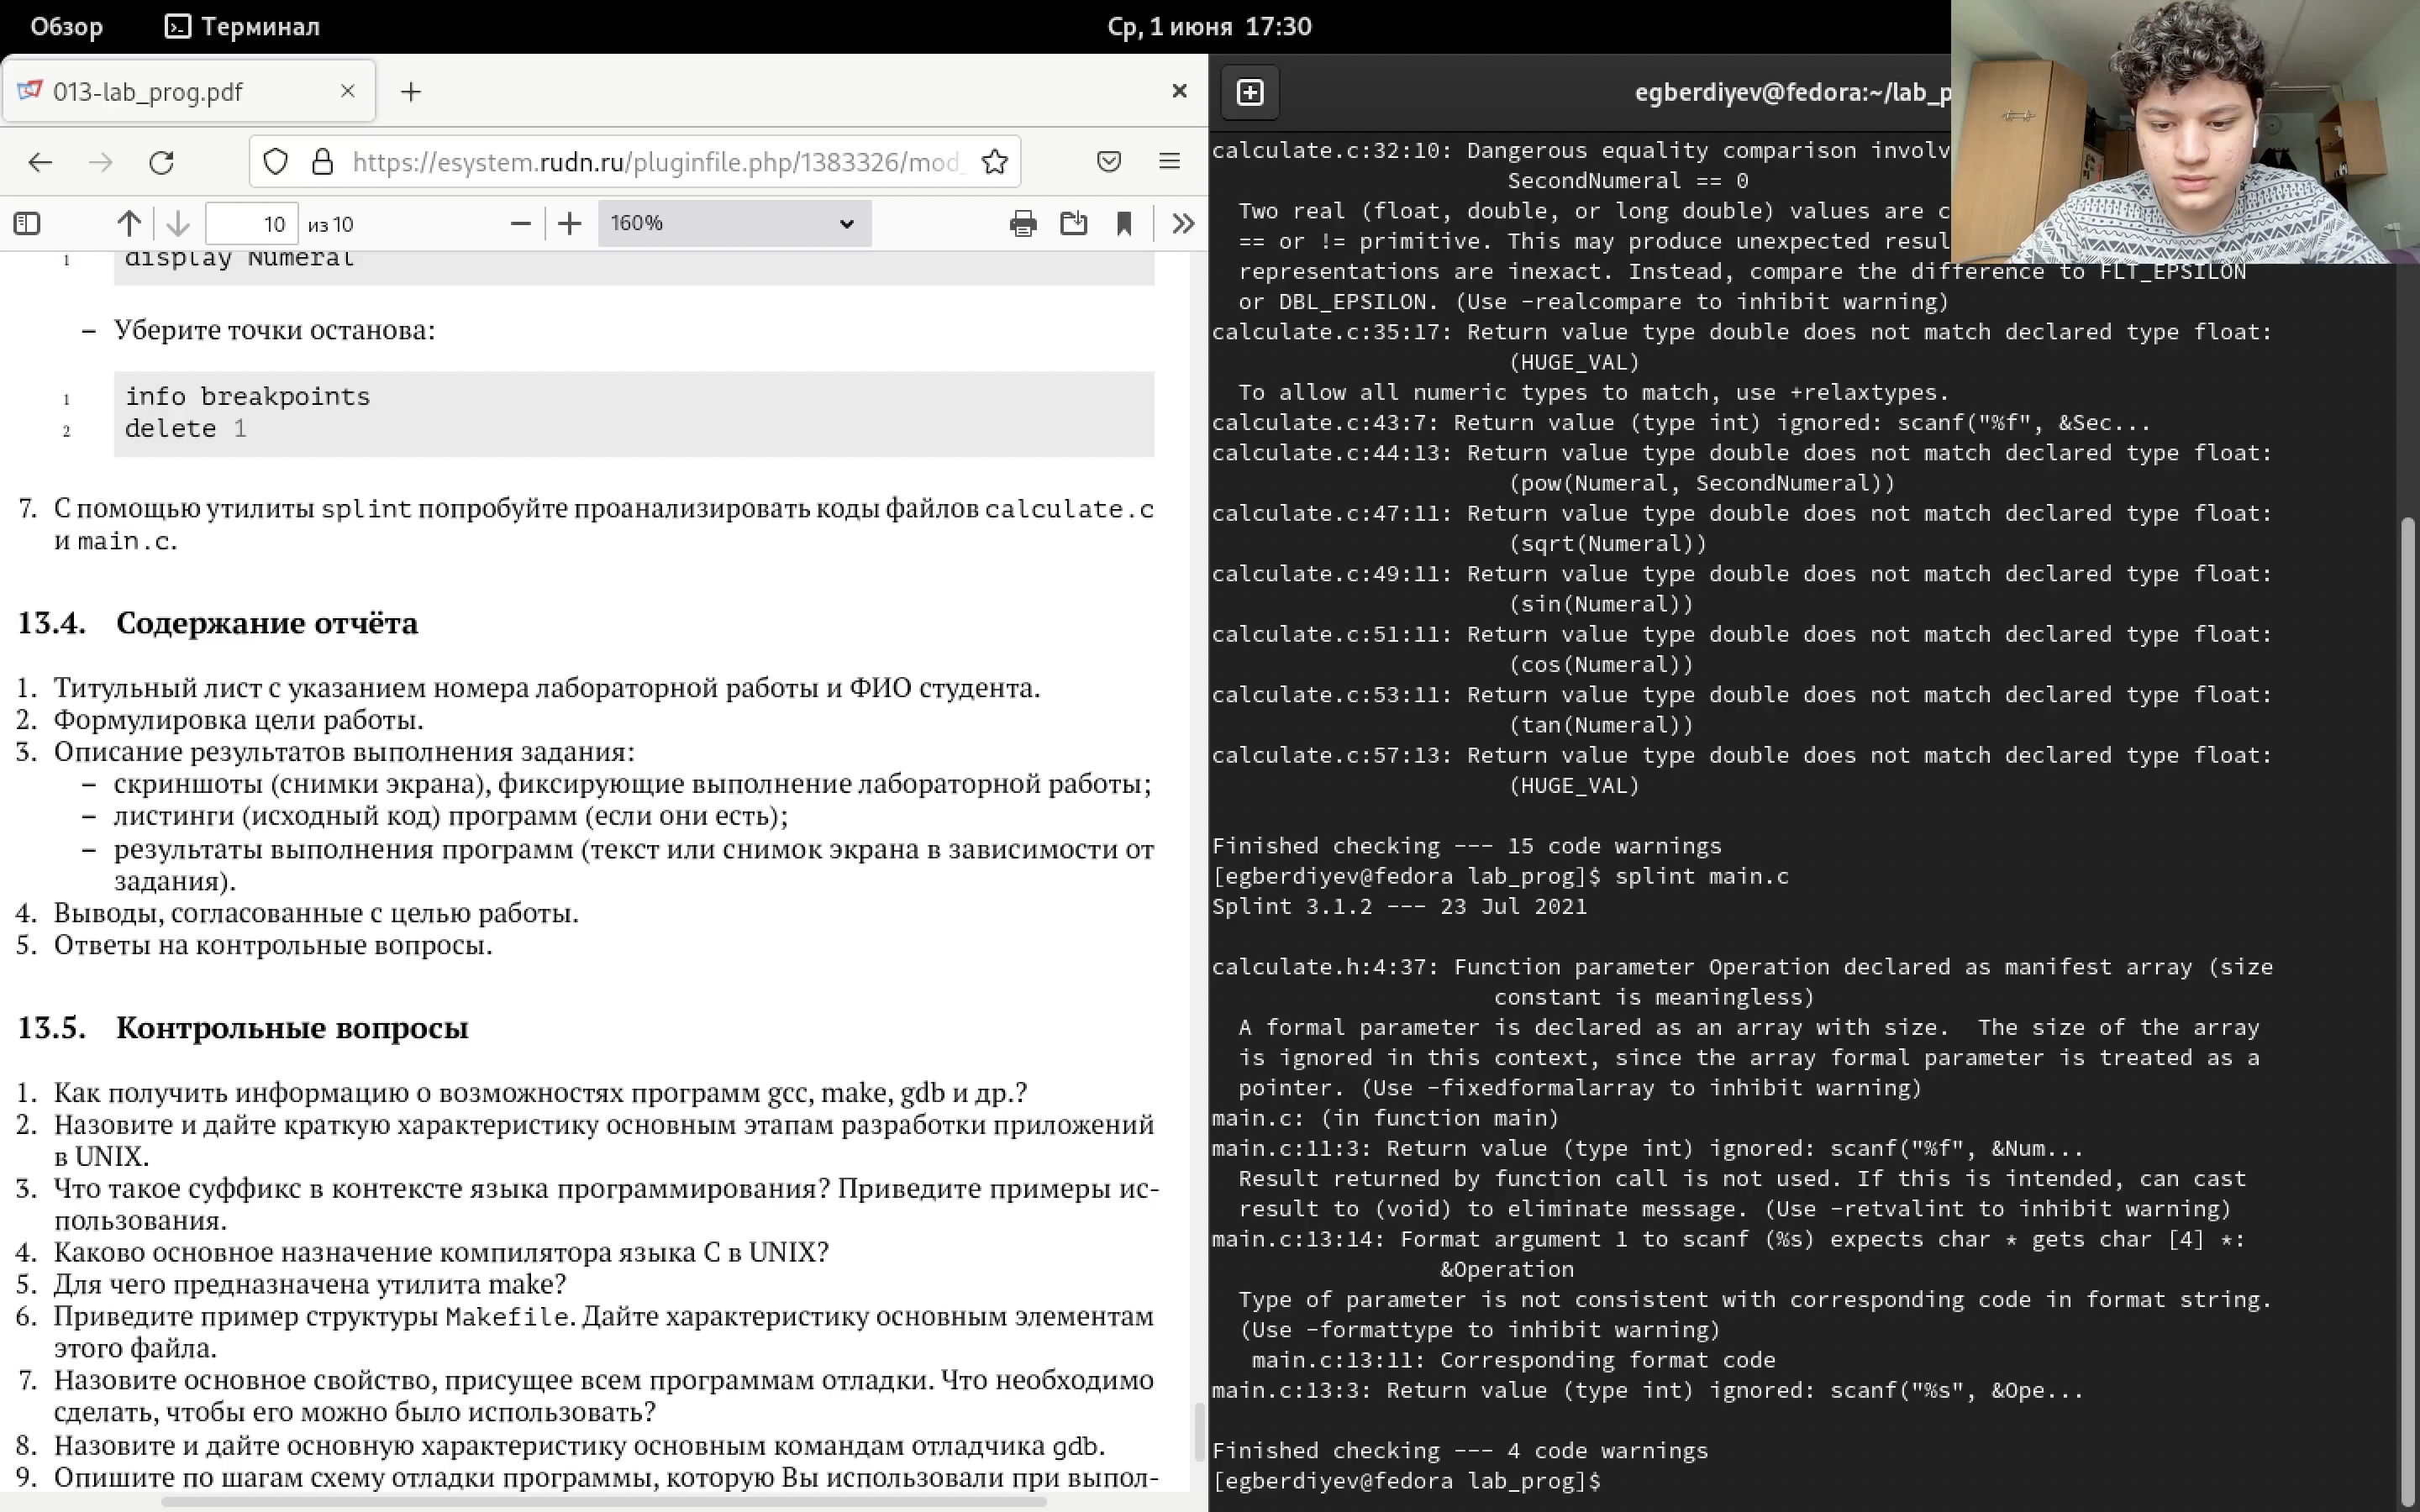 Обзор
Терминал
Ср, 1 июня 17:30
013-lab_prog.pdf
https://esystem.rudn.ru/pluginfile.php/1383326/mod_
10 из 10
160%
1 display Numeral
– Уберите точки останова:
1 info breakpoints
2 delete 1
7. С помощью утилиты splint попробуйте проанализировать коды файлов calculate.c
и main.c.
13.4. Содержание отчёта
1. Титульный лист с указанием номера лабораторной работы и ФИО студента.
2. Формулировка цели работы.
3. Описание результатов выполнения задания:
– скриншоты (снимки экрана), фиксирующие выполнение лабораторной работы;
– листинги (исходный код) программ (если они есть);
– результаты выполнения программ (текст или снимок экрана в зависимости от
задания).
4. Выводы, согласованные с целью работы.
5. Ответы на контрольные вопросы.
13.5. Контрольные вопросы
1. Как получить информацию о возможностях программ gcc, make, gdb и др.?
2. Назовите и дайте краткую характеристику основным этапам разработки приложений
в UNIX.
3. Что такое суффикс в контексте языка программирования? Приведите примеры ис-
пользования.
4. Каково основное назначение компилятора языка С в UNIX?
5. Для чего предназначена утилита make?
6. Приведите пример структуры Makefile. Дайте характеристику основным элементам
этого файла.
7. Назовите основное свойство, присущее всем программам отладки. Что необходимо
сделать, чтобы его можно было использовать?
8. Назовите и дайте основную характеристику основным командам отладчика gdb.
9. Опишите по шагам схему отладки программы, которую Вы использовали при выпол-
egberdiyev@fedora:~/lab_p
calculate.c:32:10: Dangerous equality comparison involv
SecondNumeral == 0
Two real (float, double, or long double) values are c
== or != primitive. This may produce unexpected resul
representations are inexact. Instead, compare the difference to FLT_EPSILON
or DBL_EPSILON. (Use -realcompare to inhibit warning)
calculate.c:35:17: Return value type double does not match declared type float:
(HUGE_VAL)
To allow all numeric types to match, use +relaxtypes.
calculate.c:43:7: Return value (type int) ignored: scanf("%f", &Sec...
calculate.c:44:13: Return value type double does not match declared type float:
(pow(Numeral, SecondNumeral))
calculate.c:47:11: Return value type double does not match declared type float:
(sqrt(Numeral))
calculate.c:49:11: Return value type double does not match declared type float:
(sin(Numeral))
calculate.c:51:11: Return value type double does not match declared type float:
(cos(Numeral))
calculate.c:53:11: Return value type double does not match declared type float:
(tan(Numeral))
calculate.c:57:13: Return value type double does not match declared type float:
(HUGE_VAL)
Finished checking --- 15 code warnings
[egberdiyev@fedora lab_prog]$ splint main.c
Splint 3.1.2 --- 23 Jul 2021
calculate.h:4:37: Function parameter Operation declared as manifest array (size
constant is meaningless)
A formal parameter is declared as an array with size.  The size of the array
is ignored in this context, since the array formal parameter is treated as a
pointer. (Use -fixedformalarray to inhibit warning)
main.c: (in function main)
main.c:11:3: Return value (type int) ignored: scanf("%f", &Num...
Result returned by function call is not used. If this is intended, can cast
result to (void) to eliminate message. (Use -retvalint to inhibit warning)
main.c:13:14: Format argument 1 to scanf (%s) expects char * gets char [4] *:
&Operation
Type of parameter is not consistent with corresponding code in format string.
(Use -formattype to inhibit warning)
main.c:13:11: Corresponding format code
main.c:13:3: Return value (type int) ignored: scanf("%s", &Ope...
Finished checking --- 4 code warnings
[egberdiyev@fedora lab_prog]$